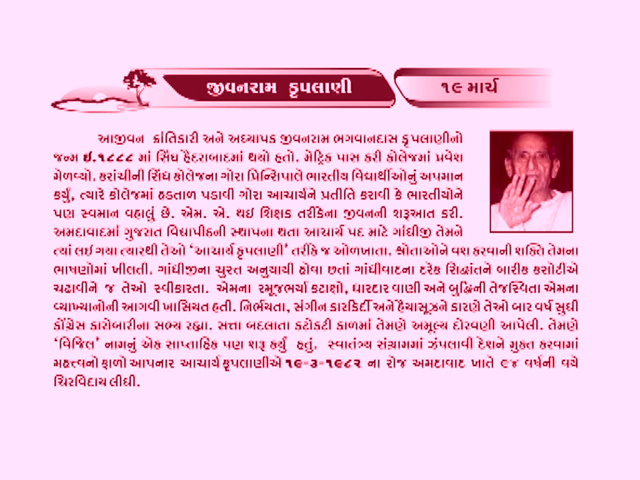 જીવનરામ કૃપલાણી
૧૯ માર્ચ
આજીવન ક્રાંતિકારી અને અધ્યાપક જીવનરામ ભગવાનદાસ કૃપલાણીનો
જન્મ ઈ.૧૮૮૮ માં સિંધ હૈદરાબાદમાં થયો હતો. મેટ્રિક પાસ કરી કોલેજમાં પ્રવેશ
મેળવ્યો. કરાંચીની સિંધ કોલેજના ગોરા પ્રિન્સિપાલે ભારતીય વિદ્યાર્થીઓનું અપમાન
કર્યું, ત્યારે કોલેજમાં હડતાળ પડાવી ગોરા આચાર્યને પ્રતીતિ કરાવી કે ભારતીયોને
પણ સ્વમાન વહાલું છે. એમ. એ. થઇ શિક્ષક તરીકેના જીવનની શરૂઆત કરી.
અમદાવાદમાં ગુજરાત વિદ્યાપીઠની સ્થાપના થતા આચાર્ય પદ માટે ગાંધીજી તેમને
ત્યાં લઇ ગયા ત્યારથી તેઓ ‘આચાર્ય કૃપલાણી’ તરીકે જ ઓળખાતા. શ્રોતાઓને વશ કરવાની શક્તિ તેમના
ભાષણોમાં ખીલતી. ગાંધીજીના ચુસ્ત અનુયાયી હોવા છતાં ગાંધીવાદના દરેક સિદ્ધાંતને બારીક કસોટીએ
ચઢાવીને જ તેઓ સ્વીકારતા. એમના રમૂજભર્યા કટાક્ષો, ધારદાર વાણી અને બુદ્ધિની તેજસ્વિતા એમના
વ્યાખ્યાનોની આગવી ખાસિયત હતી. નિર્ભયતા, સંગીન કારકિર્દી અને હૈયાસૂઝને કારણે તેઓ બાર વર્ષ સુધી
કોંગ્રેસ કારોબારીના સભ્ય રહ્યા. સત્તા બદલાતા કટોકટી કાળમાં તેમણે અમૂલ્ય દોરવણી આપેલી. તેમણે
‘વિજિલ’ નામનું એક સાપ્તાહિક પણ શરૂ કર્યું હતું. સ્વાતંત્ર્ય સંગ્રામમાં ઝંપલાવી દેશને મુક્ત કરવામાં
મહત્ત્વનો ફાળો આપનાર આચાર્ય કૃપલાણીએ ૧૯-૩-૧૯૮૨ ના રોજ અમદાવાદ ખાતે ૯૪ વર્ષની વયે
ચિરવિદાય લીધી.